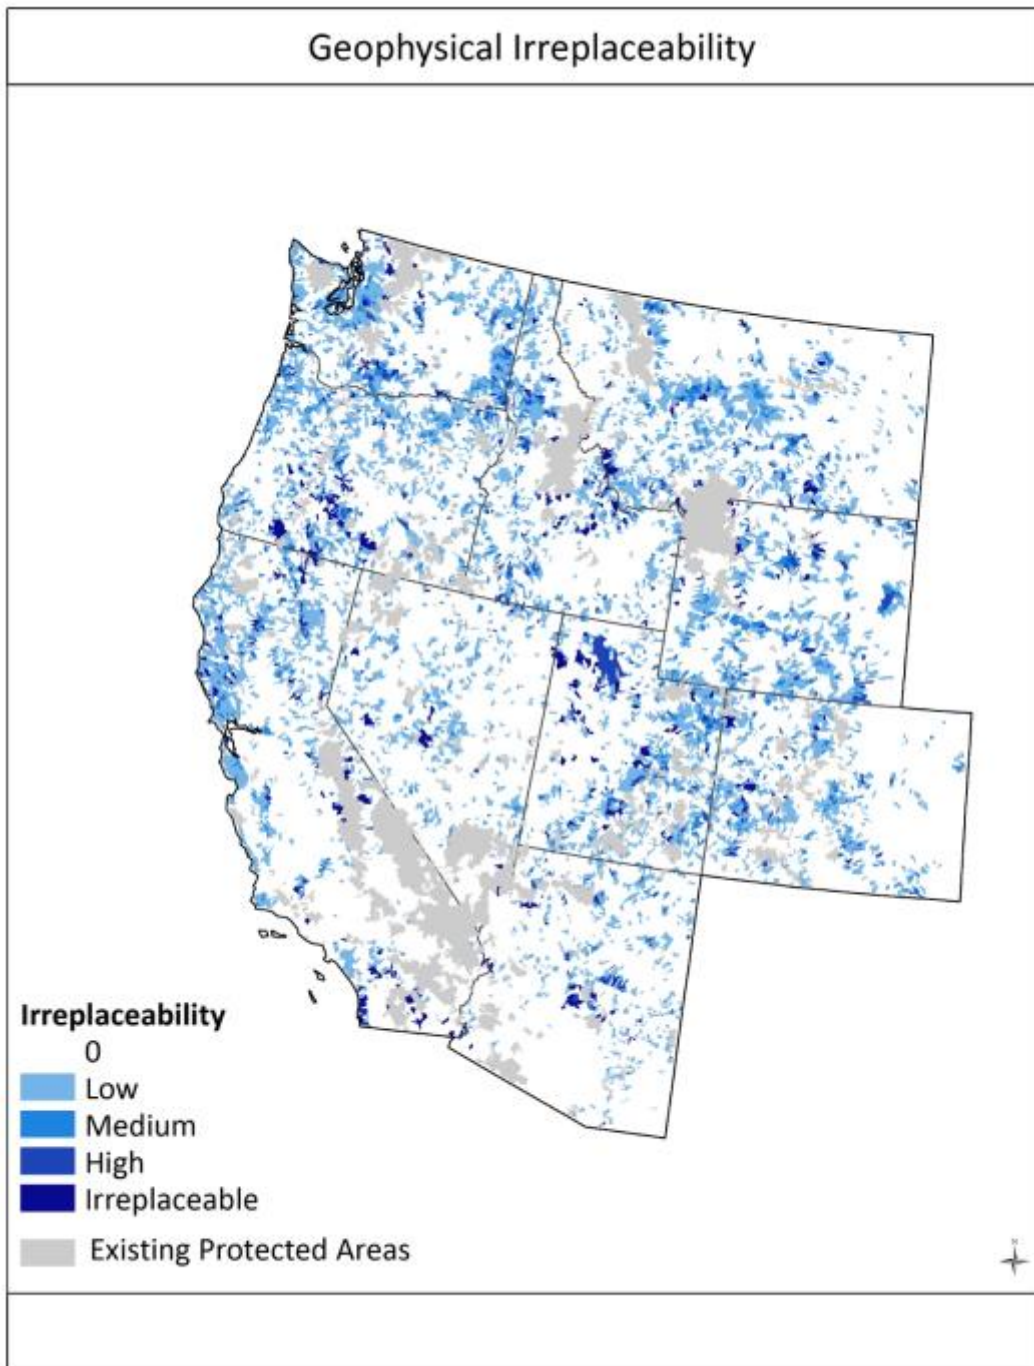 Geophysical Irreplaceability
Irreplaceability
0
Low
Medium
High
Irreplaceable
Existing Protected Areas
N